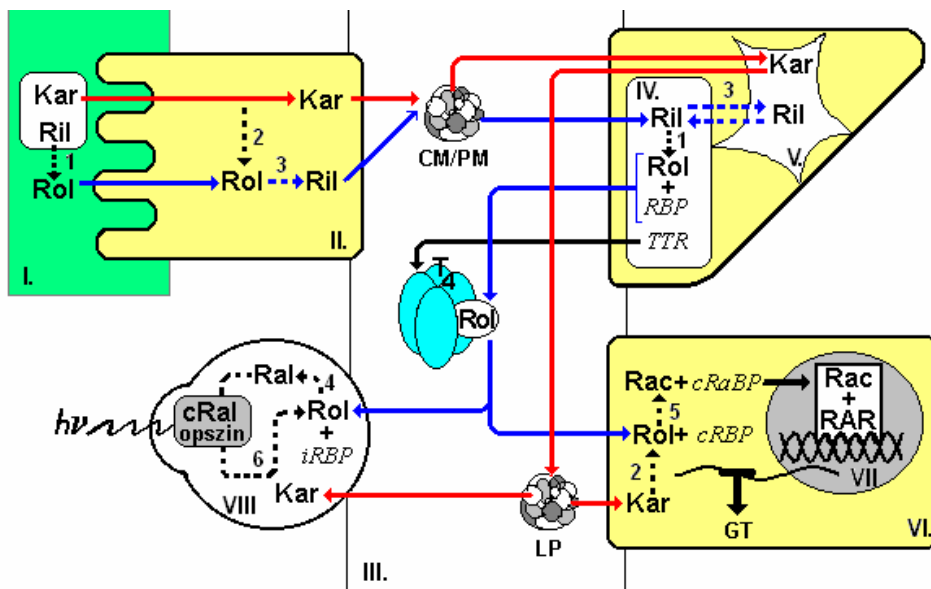 Kar
Ril
1
Rol
I.
Kar
2
Rol
3
Ril
II.
CM/PM
III.
Kar
IV.
Ril
3
Ril
1
V.
Rol
+
RBP
TTR
T4
Rol
Ral
4
cRal
opszin
hν
Rol
+
iRBP
6
Kar
VIII
LP
Rac+ cRaBP
5
Rol+ cRBP
2
Kar
GT
Rac
+
RAR
VII
VI.